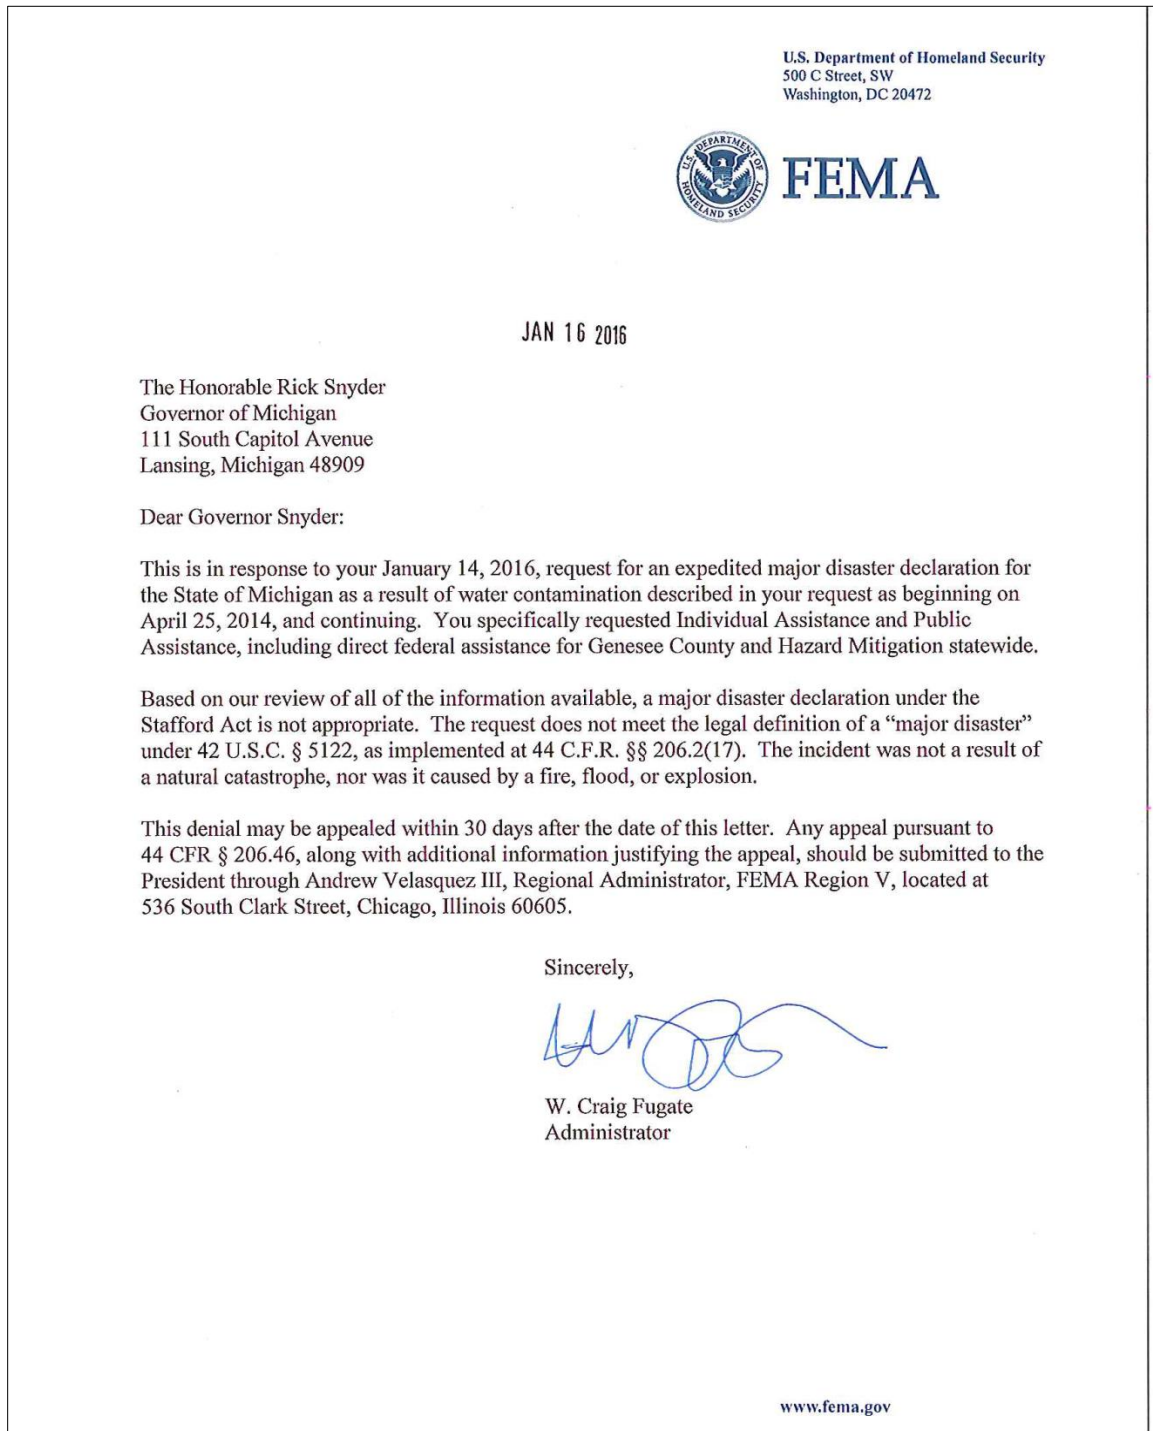 U.S. Department of Homeland Security
500 C Street, SW
Washington, DC 20472
U.S. DEPARTMENT OF HOMELAND SECURITY
FEMA
JAN 16 2016
The Honorable Rick Snyder
Governor of Michigan
111 South Capitol Avenue
Lansing, Michigan 48909
Dear Governor Snyder:
This is in response to your January 14, 2016, request for an expedited major disaster declaration for
the State of Michigan as a result of water contamination described in your request as beginning on
April 25, 2014, and continuing.  You specifically requested Individual Assistance and Public
Assistance, including direct federal assistance for Genesee County and Hazard Mitigation statewide.
Based on our review of all of the information available, a major disaster declaration under the
Stafford Act is not appropriate.  The request does not meet the legal definition of a “major disaster”
under 42 U.S.C. § 5122, as implemented at 44 C.F.R. §§ 206.2(17).  The incident was not a result of
a natural catastrophe, nor was it caused by a fire, flood, or explosion.
This denial may be appealed within 30 days after the date of this letter.  Any appeal pursuant to
44 CFR § 206.46, along with additional information justifying the appeal, should be submitted to the
President through Andrew Velasquez III, Regional Administrator, FEMA Region V, located at
536 South Clark Street, Chicago, Illinois 60605.
Sincerely,
W. Craig Fugate
Administrator
www.fema.gov